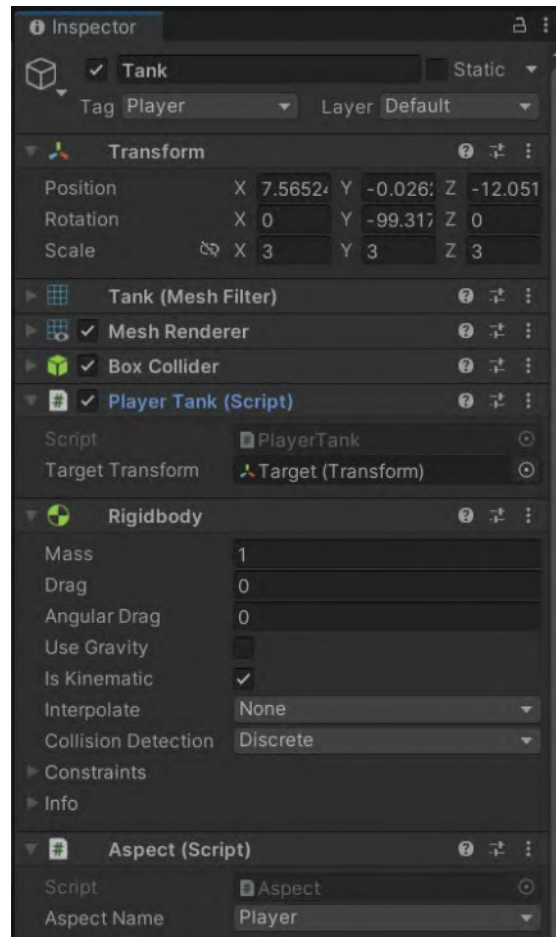 Inspector
Tank Static
Tag Player Layer Default
Transform
Position X 7.56524 Y -0.026 Z -12.051
Rotation X 0 Y -99.317 Z 0
Scale X 3 Y 3 Z 3
Tank (Mesh Filter)
Mesh Renderer
Box Collider
# Player Tank (Script)
Script # PlayerTank
Target Transform Target (Transform)
Rigidbody
Mass 1
Drag 0
Angular Drag 0
Use Gravity
Is Kinematic
Interpolate None
Collision Detection Discrete
Constraints
Info
# Aspect (Script)
Script # Aspect
Aspect Name Player